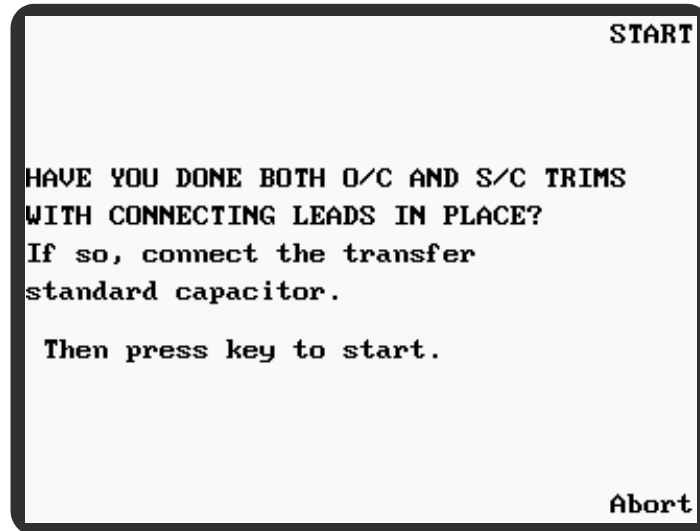 START
HAVE YOU DONE BOTH O/C AND S/C TRIMS
WITH CONNECTING LEADS IN PLACE?
If so, connect the transfer
standard capacitor.
Then press key to start.
Abort